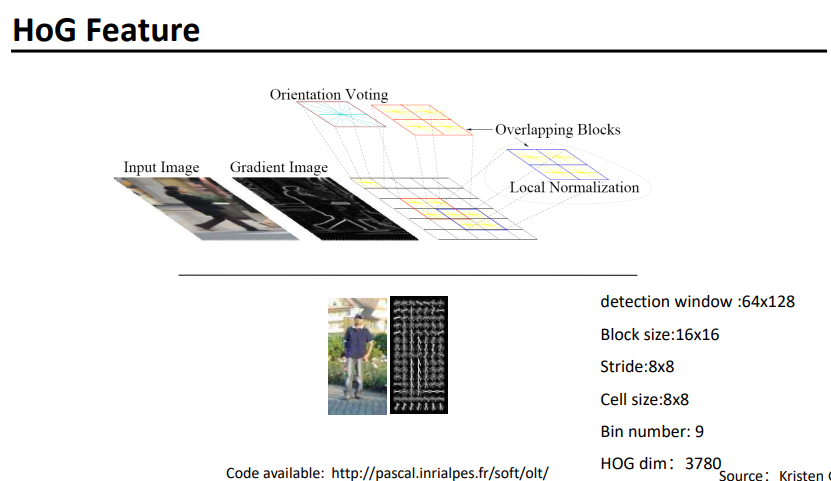 HoG Feature
Orientation Voting
Overlapping Blocks
Input Image
Gradient Image
Local Normalization
detection window :64x128
Block size:16x16
Stride:8x8
Cell size:8x8
Bin number: 9
HOG dim：3780
Code available: http://pascal.inrialpes.fr/soft/olt/
Source：Kristen